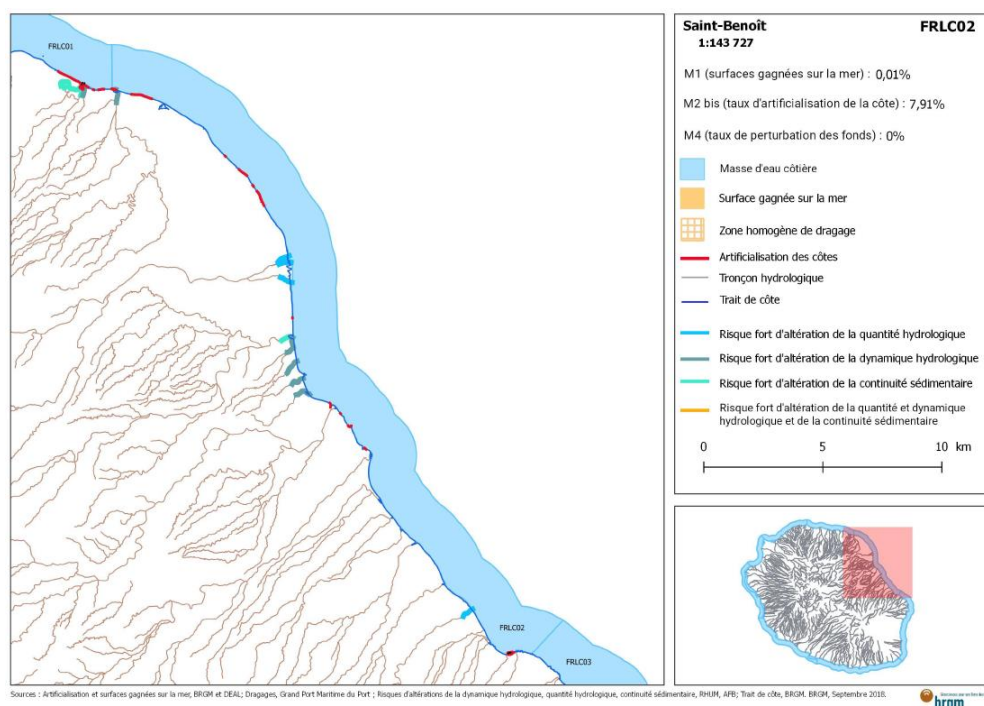 FRLC01
FRLC02
FRLC03
Saint-Benoît FRLC02
1:143 727
M1 (surfaces gagnées sur la mer) : 0,01%
M2 bis (taux d'artificialisation de la côte) : 7,91%
M4 (taux de perturbation des fonds) : 0%
Masse d'eau côtière
Surface gagnée sur la mer
Zone homogène de dragage
Artificialisation des côtes
Tronçon hydrologique
Trait de côte
Risque fort d'altération de la quantité hydrologique
Risque fort d'altération de la dynamique hydrologique
Risque fort d'altération de la continuité sédimentaire
Risque fort d'altération de la quantité et dynamique
hydrologique et de la continuité sédimentaire
0 5 10 km
Sources : Artificialisation et surfaces gagnées sur la mer, BRGM et DEAL; Dragages, Grand Port Maritime du Port ; Risques d'altérations de la dynamique hydrologique, quantité hydrologique, continuité sédimentaire, RHUM, AFB; Trait de côte, BRGM. BRGM, Septembre 2018.
brgm